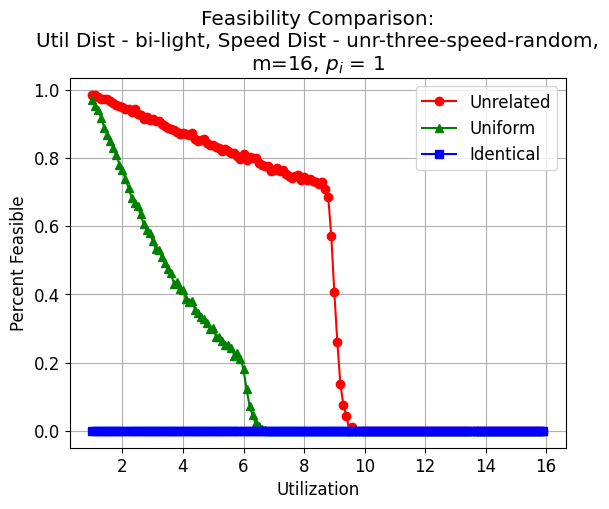 Feasibility Comparison:
Util Dist - bi-light, Speed Dist - unr-three-speed-random,
m=16, pᵢ = 1
Unrelated
Uniform
Identical
Percent Feasible
1.0
0.8
0.6
0.4
0.2
0.0
2 4 6 8 10 12 14 16
Utilization